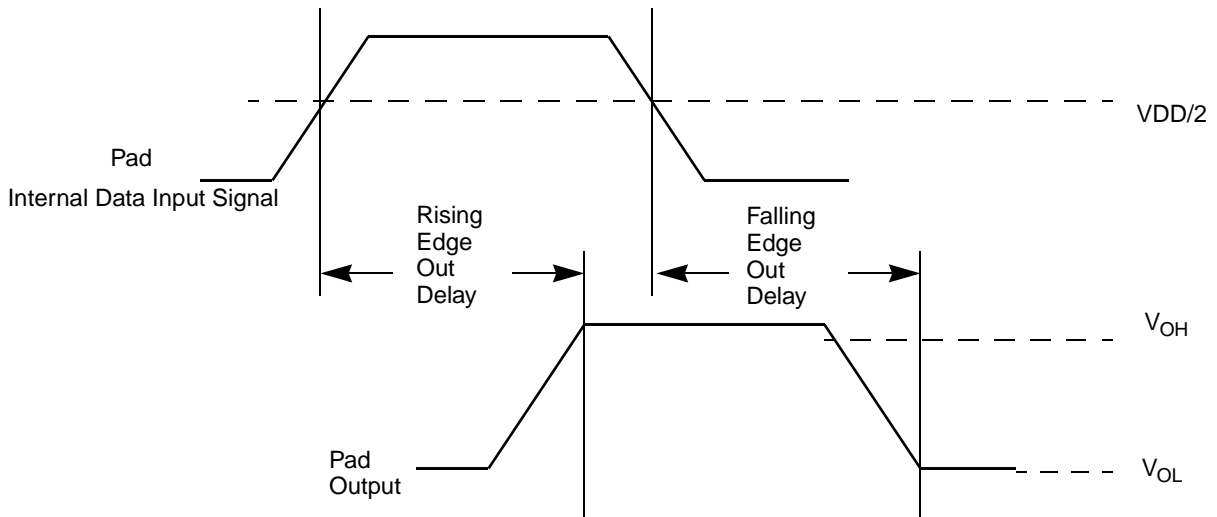 VDD/2
Pad
Internal Data Input Signal
Rising
Edge
Out
Delay
Falling
Edge
Out
Delay
VOH
Pad
Output
VOL